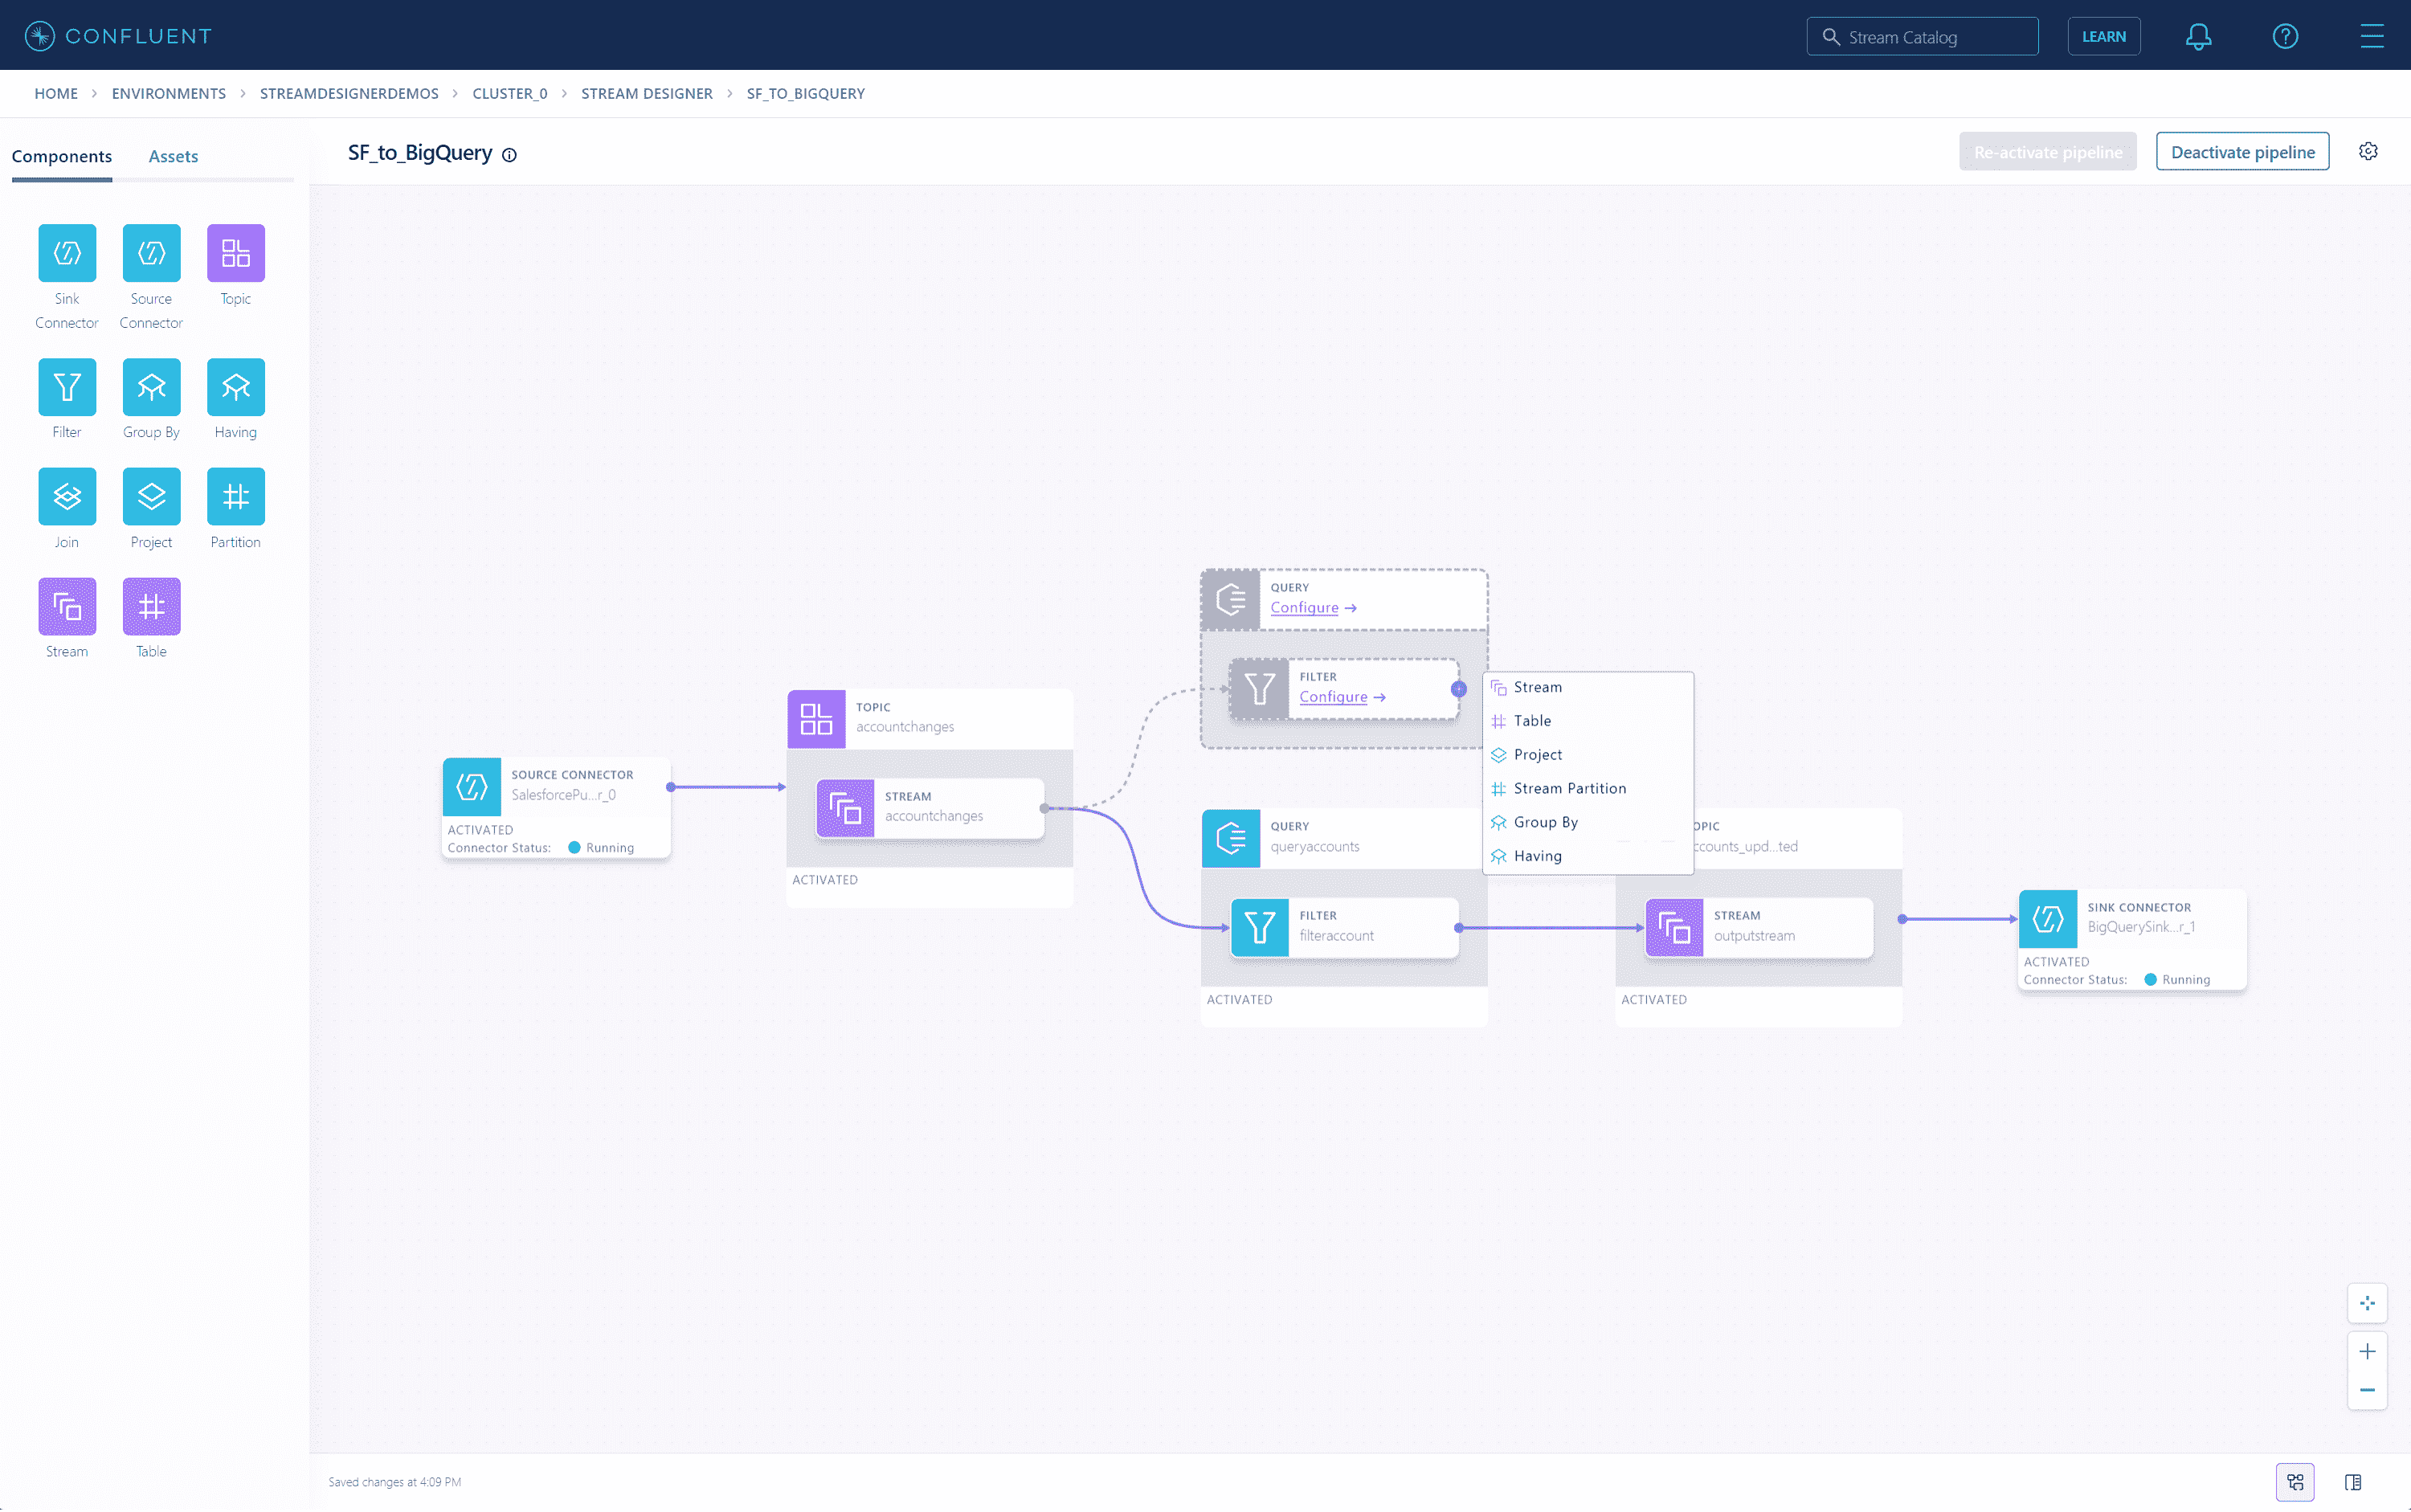 CONFLUENT
Stream Catalog
LEARN
HOME > ENVIRONMENTS > STREAMDESIGNERDEMOS > CLUSTER_0 > STREAM DESIGNER > SF_TO_BIGQUERY
Components
Assets
SF_to_BigQuery
Re-activate pipeline
Deactivate pipeline
Sink
Connector
Source
Connector
Topic
Filter
Group By
Having
Join
Project
Partition
Stream
Table
SOURCE CONNECTOR
SalesforcePu...r_0
ACTIVATED
Connector Status: Running
TOPIC
accountchanges
STREAM
accountchanges
ACTIVATED
QUERY
Configure →
FILTER
Configure →
Stream
Table
Project
Stream Partition
Group By
Having
QUERY
queryaccounts
FILTER
filteraccount
ACTIVATED
OPIC
ccounts_upd...ted
STREAM
outputstream
ACTIVATED
SINK CONNECTOR
BigQuerySink...r_1
ACTIVATED
Connector Status: Running
Saved changes at 4:09 PM